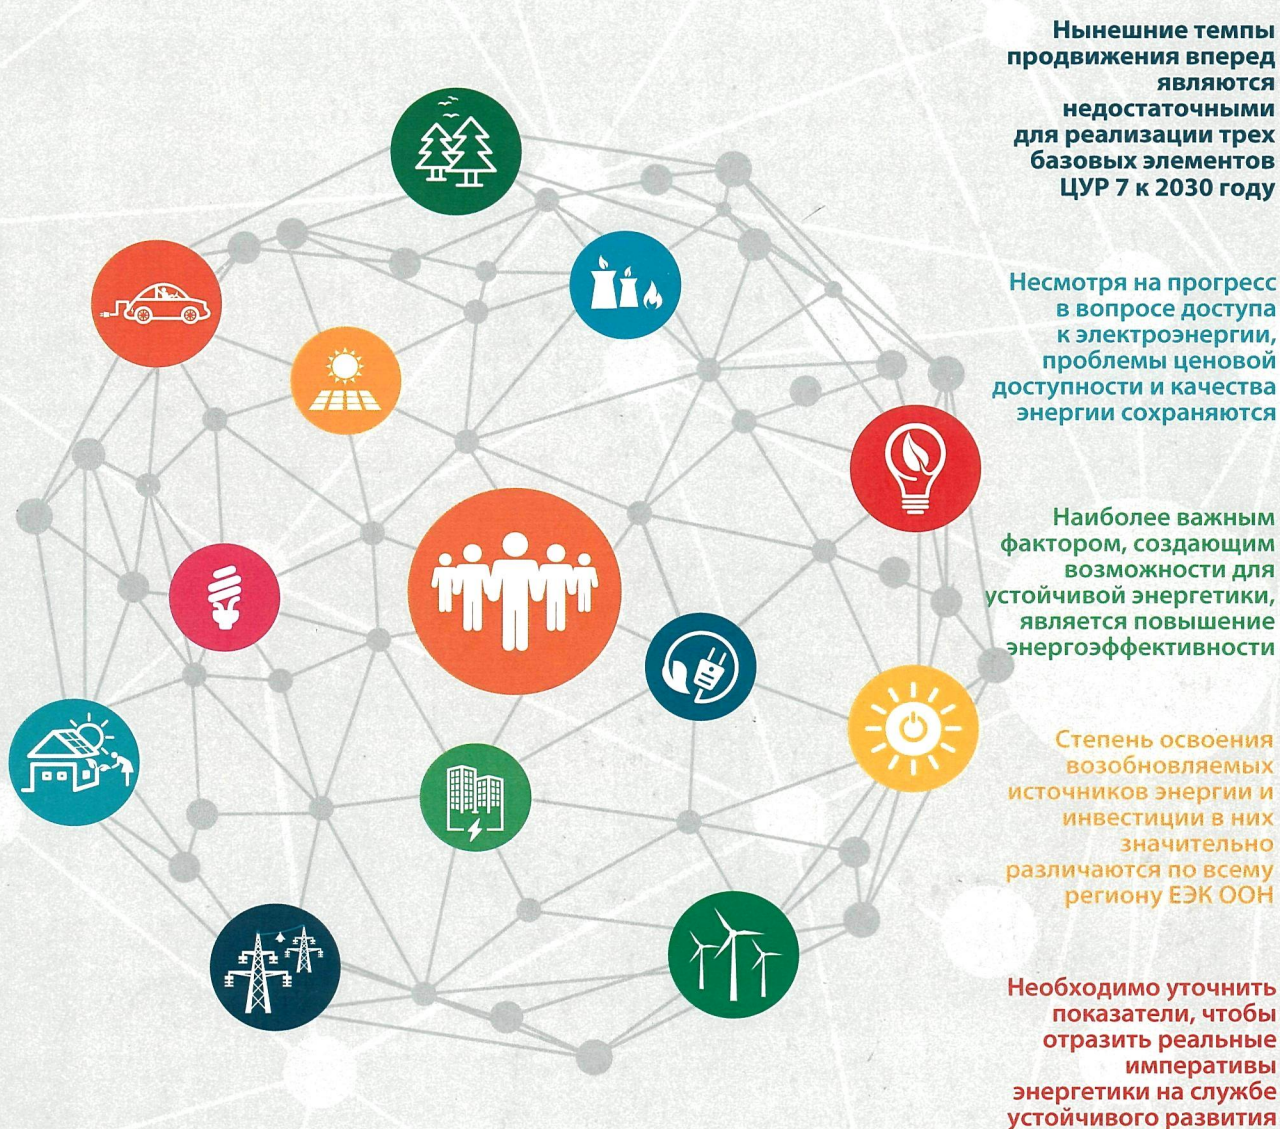 Нынешние темпы
продвижения вперед
являются
недостаточными
для реализации трех
базовых элементов
ЦУР 7 к 2030 году
Несмотря на прогресс
в вопросе доступа
к электроэнергии,
проблемы ценовой
доступности и качества
энергии сохраняются
Наиболее важным
фактором, создающим
возможности для
устойчивой энергетики,
является повышение
энергоэффективности
Степень освоения
возобновляемых
источников энергии и
инвестиции в них
значительно
различаются по всему
региону ЕЭК ООН
Необходимо уточнить
показатели, чтобы
отразить реальные
императивы
энергетики на службе
устойчивого развития